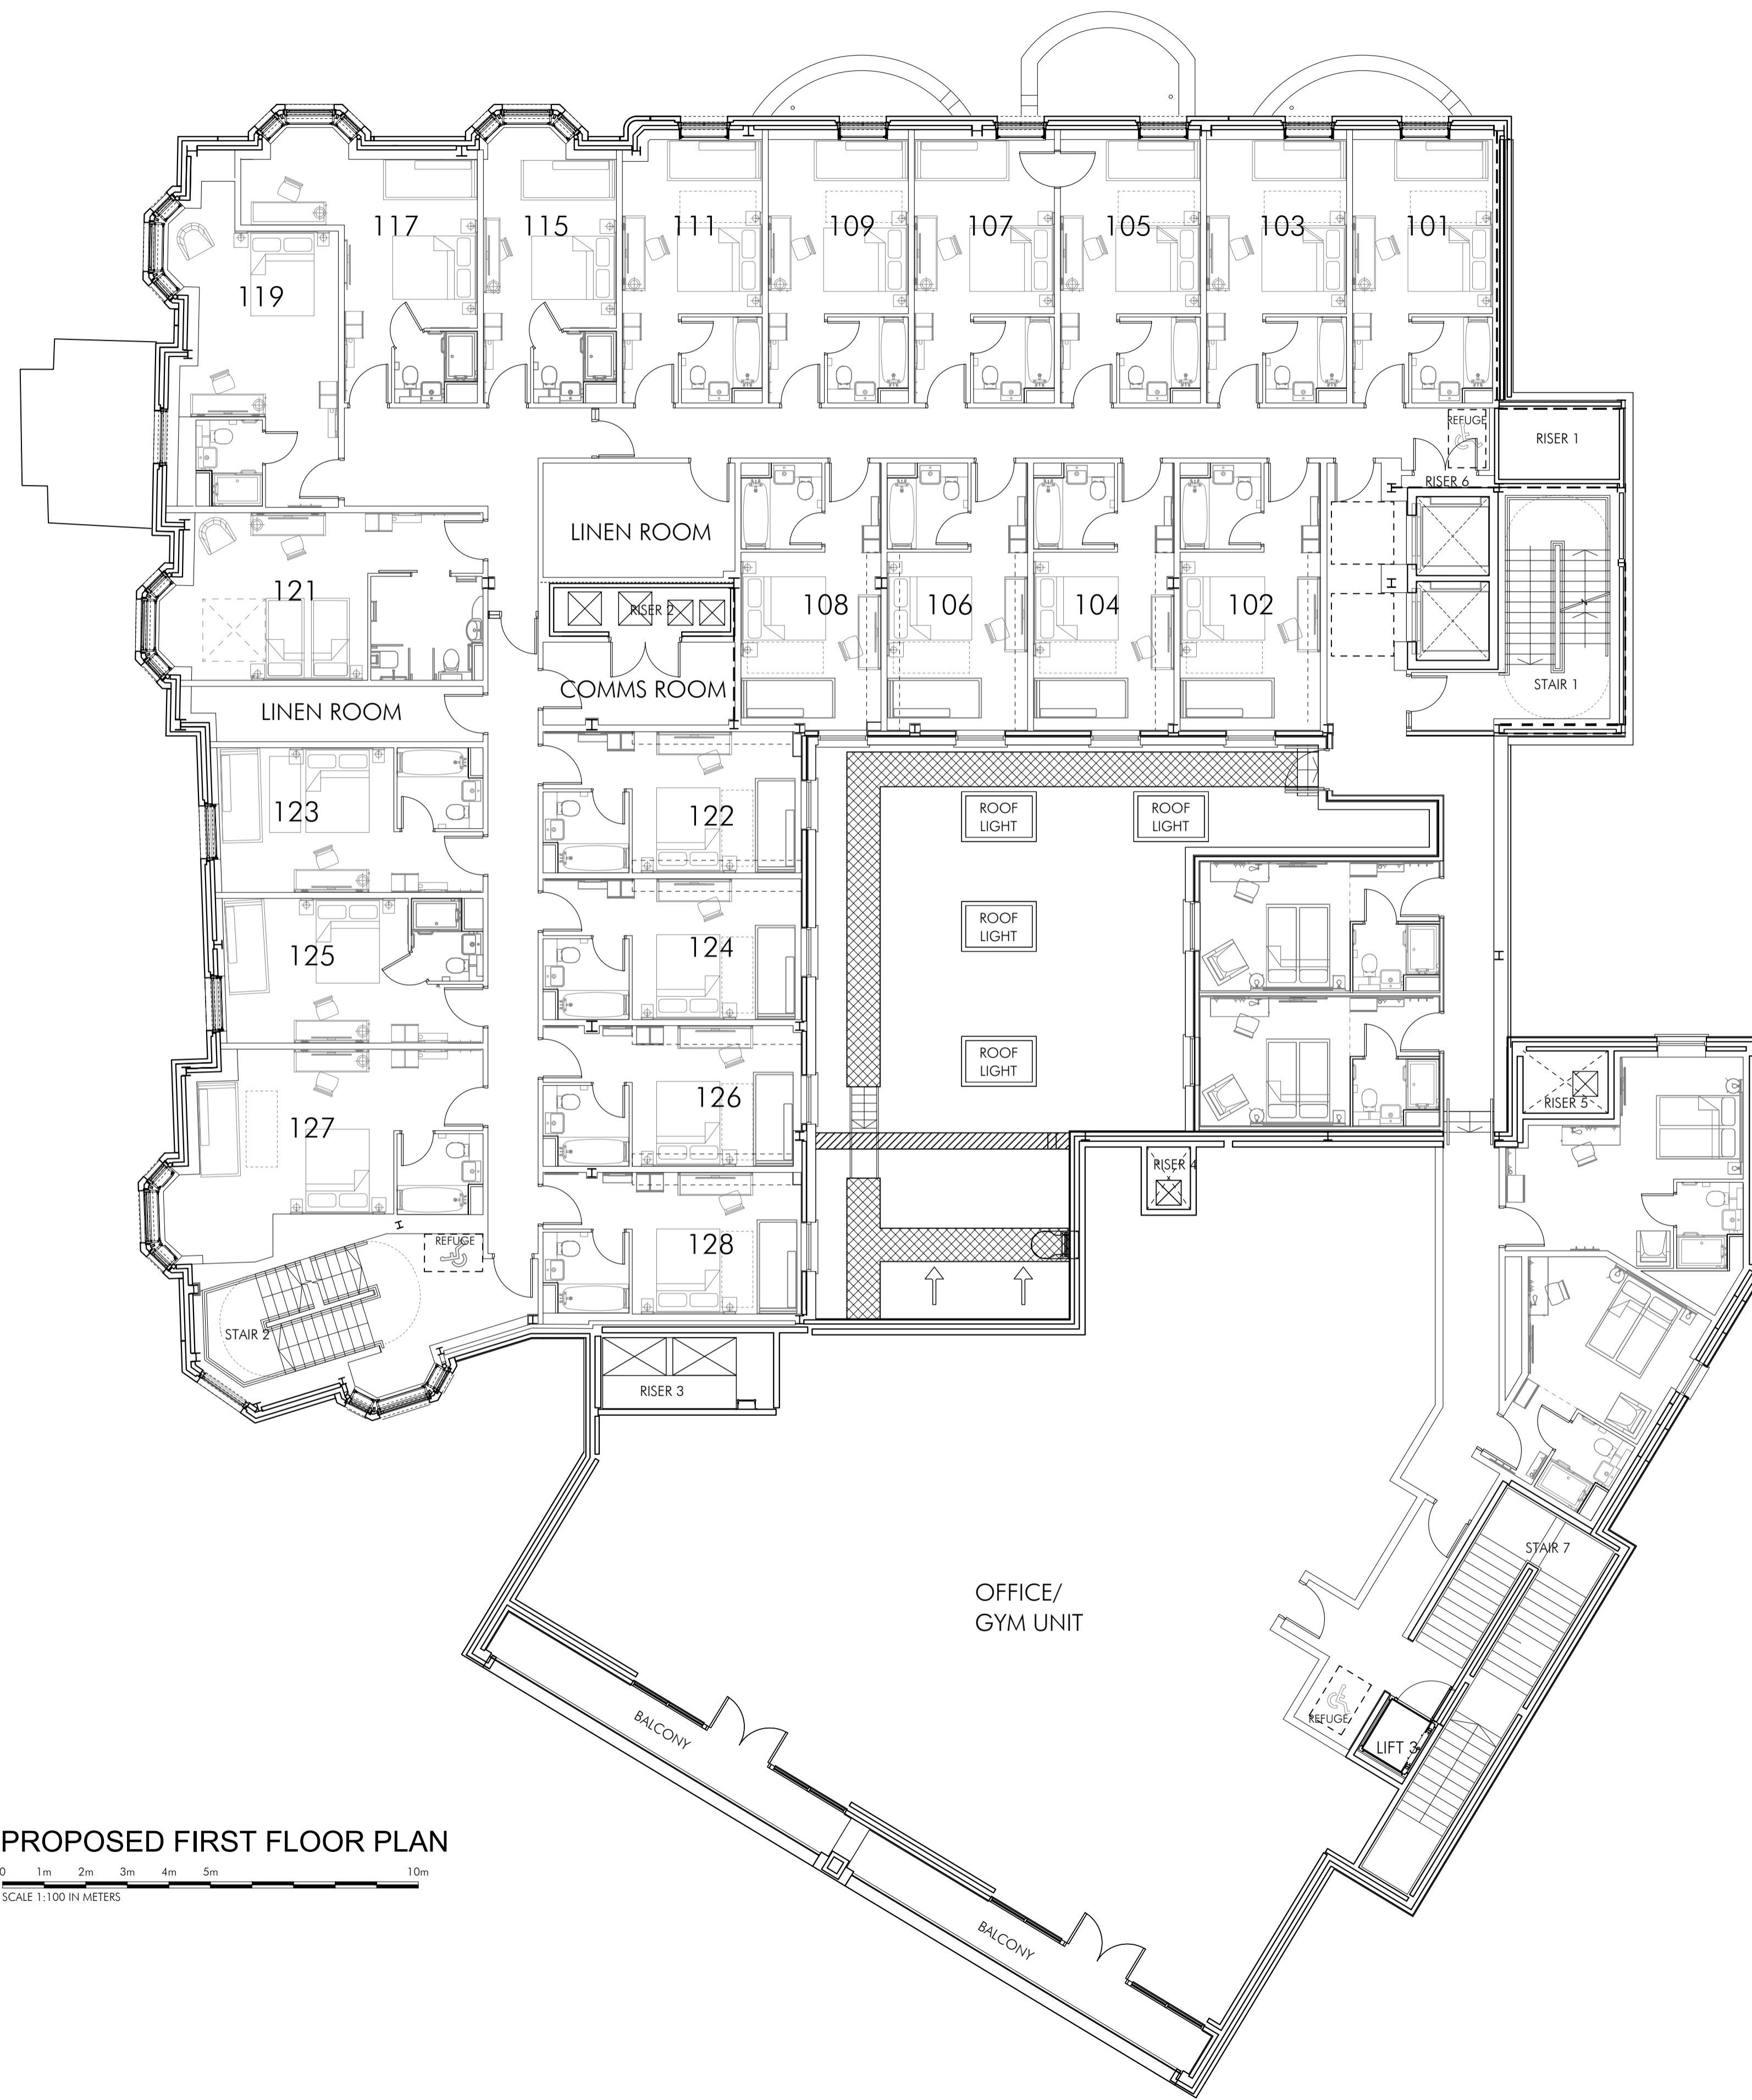 117
115
111
109
107
105
103
101
119
REFUGE
RISER 1
RISER 6
LINEN ROOM
121
RISER 2
108
106
104
102
COMMS ROOM
STAIR 1
LINEN ROOM
123
122
ROOF
LIGHT
ROOF
LIGHT
125
124
ROOF
LIGHT
127
126
ROOF
LIGHT
RISER 5
RISER 4
REFUGE
128
STAIR 2
RISER 3
STAIR 7
OFFICE/
GYM UNIT
REFUGE
LIFT 3
BALCONY
BALCONY
PROPOSED FIRST FLOOR PLAN
0 1m 2m 3m 4m 5m 10m
SCALE 1:100 IN METERS